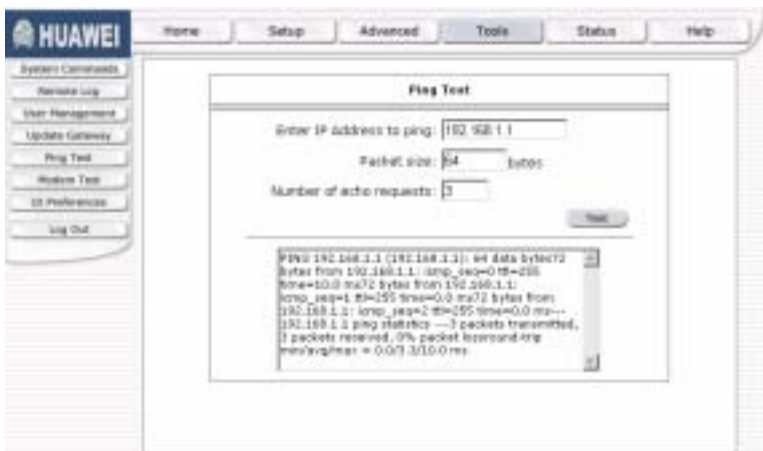 HUAWEI
Home Setup Advanced Tools Status Help
System Commands
Remote Log
User Management
Update Gateway
Ping Test
Modem Test
UI Preferences
Log Out
Ping Test
Enter IP Address to ping: 192.168.1.1
Packet size: 64 bytes
Number of echo requests: 3
Test
PING 192.168.1.1 (192.168.1.1): 64 data bytes72
bytes from 192.168.1.1: icmp_seq=0 ttl=255
time=10.0 ms72 bytes from 192.168.1.1:
icmp_seq=1 ttl=255 time=0.0 ms72 bytes from
192.168.1.1: icmp_seq=2 ttl=255 time=0.0 ms---
192.168.1.1 ping statistics ---3 packets transmitted,
3 packets received, 0% packet lossround-trip
min/avg/max = 0.0/3.3/10.0 ms